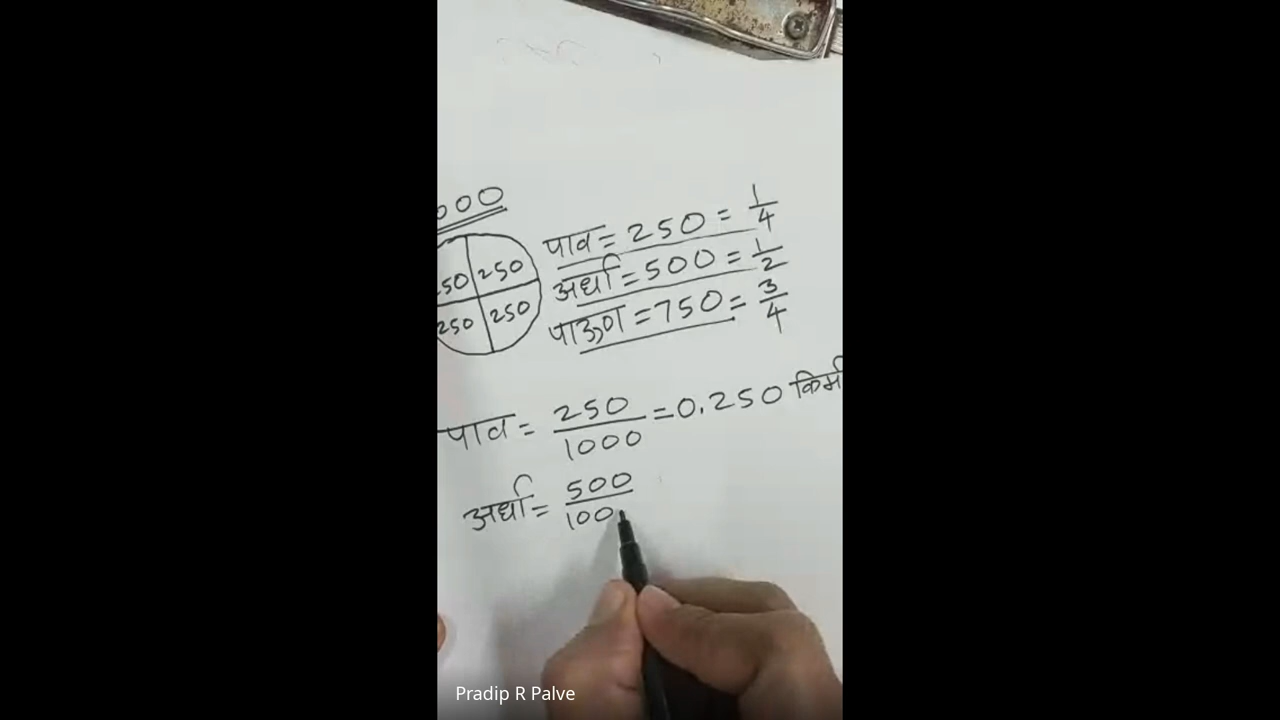 000
50 250
250 250
पाव = 250 = 1/4
अर्धा = 500 = 1/2
पाऊण = 750 = 3/4
पाव = 250/1000 = 0.250 किमी
अर्धा = 500/100
Pradip R Palve